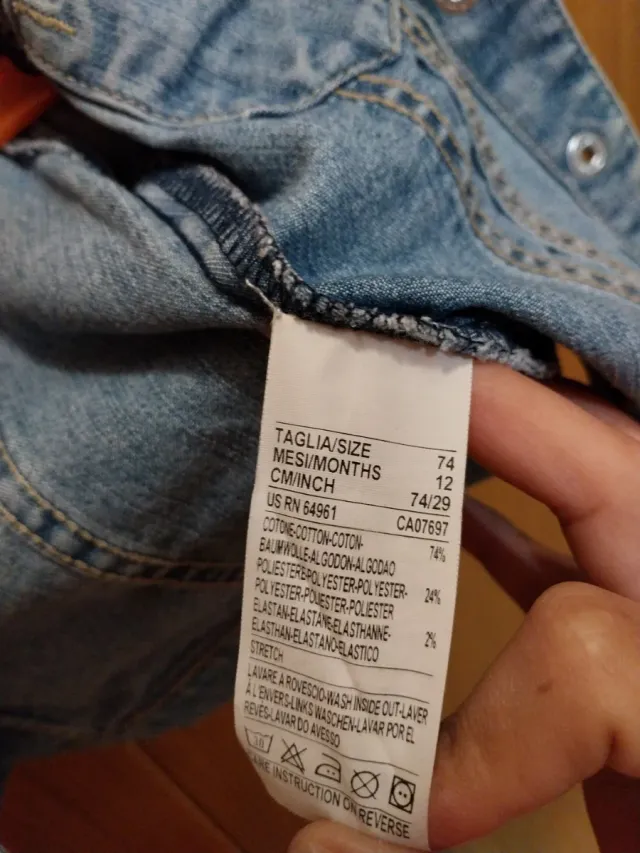 TAGLIA/SIZE 74
MESI/MONTHS 12
CM/INCH 74/29
US RN 64961 CA07697
COTONE-COTTON-COTON- 74%
BAUMWOLLE-ALGODON-ALGODAO
POLIESTERE-POLYESTER-POLYESTER- 24%
POLYESTER-POLIESTER-POLIESTER
ELASTAN-ELASTANE-ELASTHANNE- 2%
ELASTHAN-ELASTANO-ELASTICO
STRETCH
LAVARE A ROVESCIO-WASH INSIDE OUT-LAVER
À L'ENVERS-LINKS WASCHEN-LAVAR POR EL
REVÉS-LAVAR DO AVESSO
30
INSTRUCTION ON REVERSE